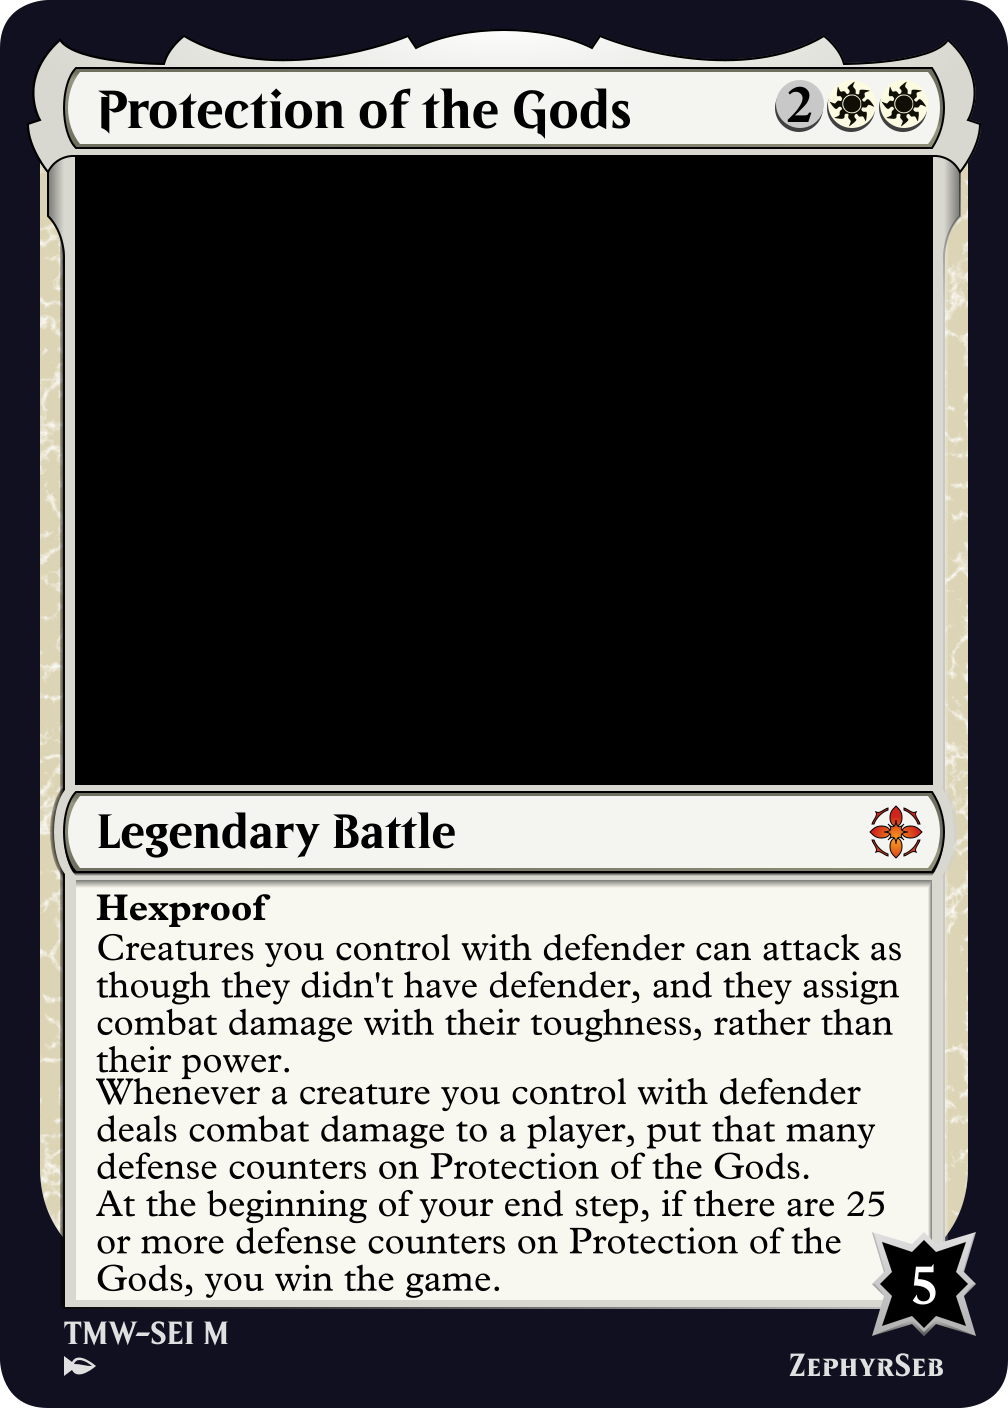 Protection of the Gods 2
Legendary Battle
Hexproof
Creatures you control with defender can attack as
though they didn't have defender, and they assign
combat damage with their toughness, rather than
their power.
Whenever a creature you control with defender
deals combat damage to a player, put that many
defense counters on Protection of the Gods.
At the beginning of your end step, if there are 25
or more defense counters on Protection of the
Gods, you win the game.
5
TMW-SEI M
ZephyrSeb